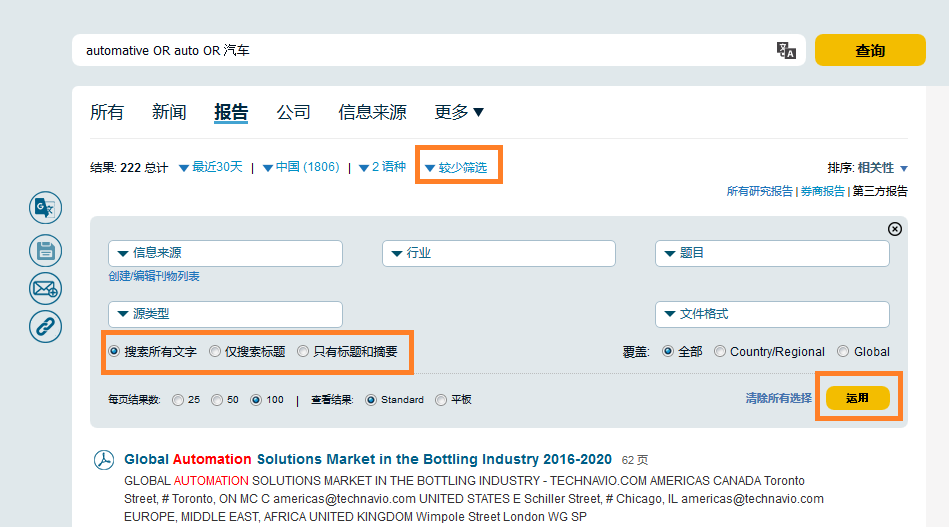 automative OR auto OR 汽车
查询
所有 新闻 报告 公司 信息来源 更多
结果: 222 总计 最近30天 | 中国 (1806) | 2 语种 较少筛选 排序: 相关性
所有研究报告 | 券商报告 | 第三方报告
信息来源 行业 题目
创建/编辑刊物列表
源类型 文件格式
搜索所有文字 仅搜索标题 只有标题和摘要 覆盖: 全部 Country/Regional Global
每页结果数: 25 50 100 | 查看结果: Standard 平板 清除所有选择 运用
Global Automation Solutions Market in the Bottling Industry 2016-2020 62 页
GLOBAL AUTOMATION SOLUTIONS MARKET IN THE BOTTLING INDUSTRY - TECHNAVIO.COM AMERICAS CANADA Toronto
Street, # Toronto, ON MC C americas@technavio.com UNITED STATES E Schiller Street, # Chicago, IL americas@technavio.com
EUROPE, MIDDLE EAST, AFRICA UNITED KINGDOM Wimpole Street London WG SP